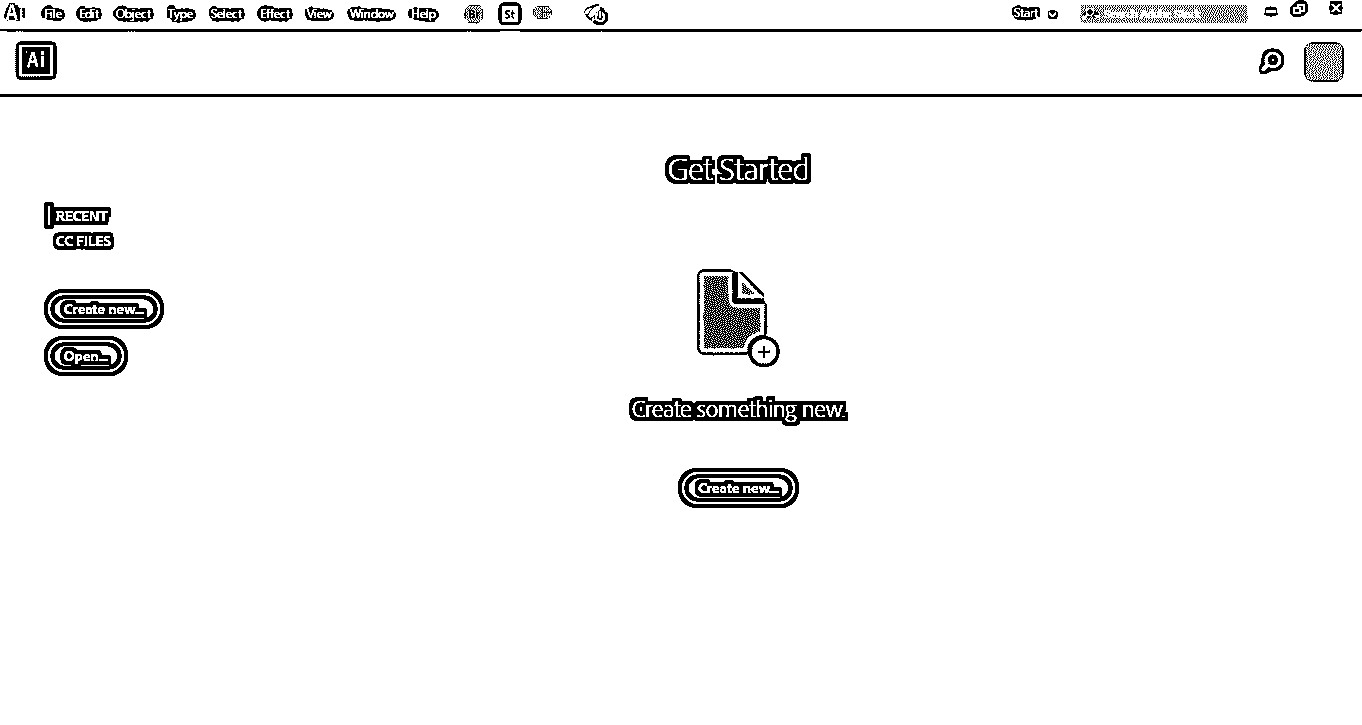 Ai File Edit Object Type Select Effect View Window Help St Start
Ai
Get Started
RECENT
CC FILES
Create new...
Open...
Create something new.
Create new...